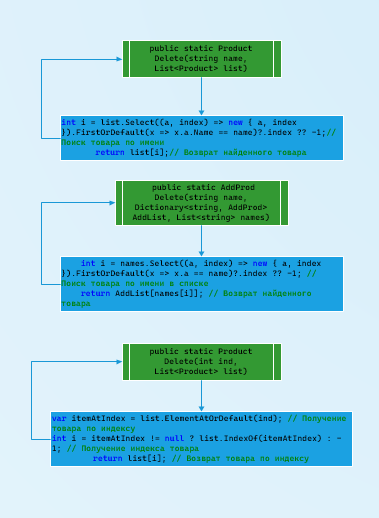 public static Product
Delete(string name,
List<Product> list)
int i = list.Select((a, index) => new { a, index
}).FirstOrDefault(x => x.a.Name == name)?.index ?? -1;//
Поиск товара по имени
return list[i];// Возврат найденного товара
public static AddProd
Delete(string name,
Dictionary<string, AddProd>
AddList, List<string> names)
int i = names.Select((a, index) => new { a, index
}).FirstOrDefault(x => x.a == name)?.index ?? -1; //
Поиск товара по имени в списке
return AddList[names[i]]; // Возврат найденного
товара
public static Product
Delete(int ind,
List<Product> list)
var itemAtIndex = list.ElementAtOrDefault(ind); // Получение
товара по индексу
int i = itemAtIndex != null ? list.IndexOf(itemAtIndex) : -
1; // Получение индекса товара
return list[i]; // Возврат товара по индексу